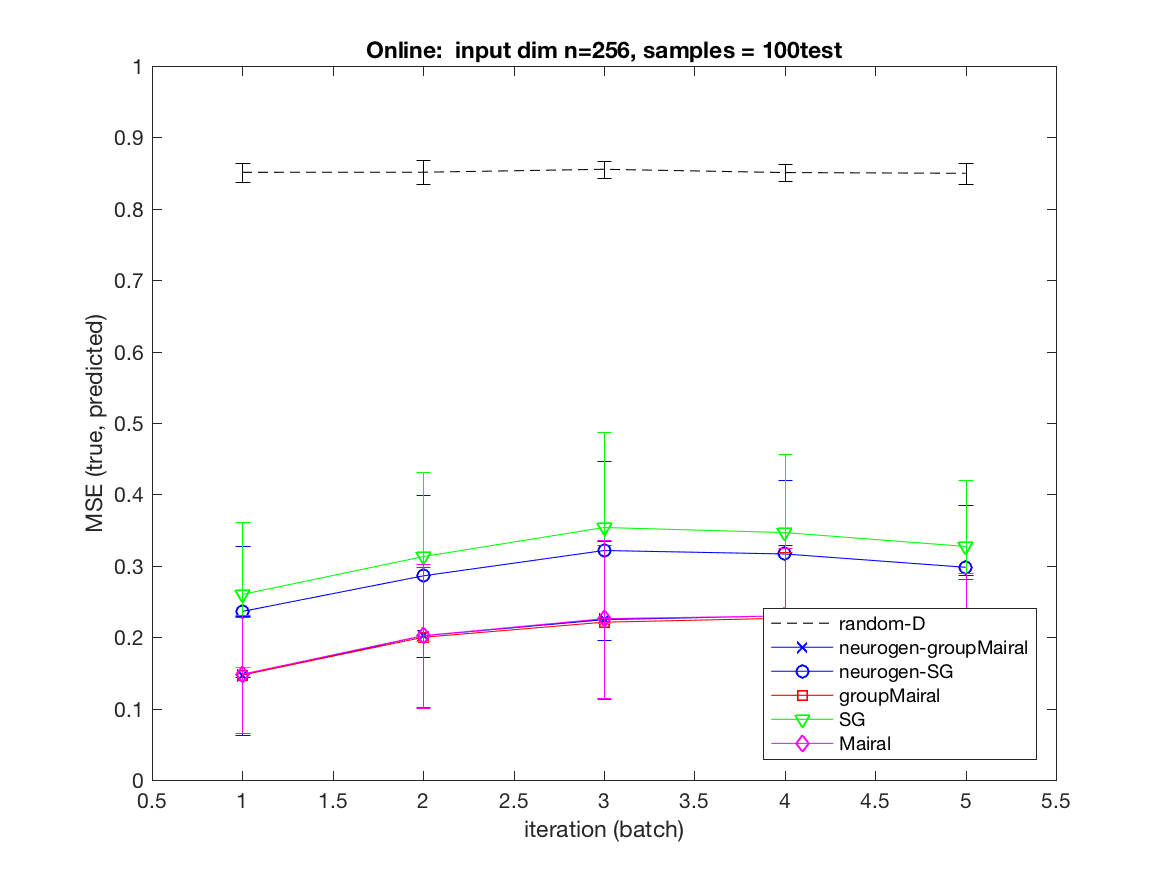 Online:  input dim n=256, samples = 100test
1
0.9
0.8
0.7
0.6
0.5
0.4
0.3
0.2
0.1
0
MSE (true, predicted)
random-D
neurogen-groupMairal
neurogen-SG
groupMairal
SG
Mairal
0.5 1 1.5 2 2.5 3 3.5 4 4.5 5 5.5
iteration (batch)